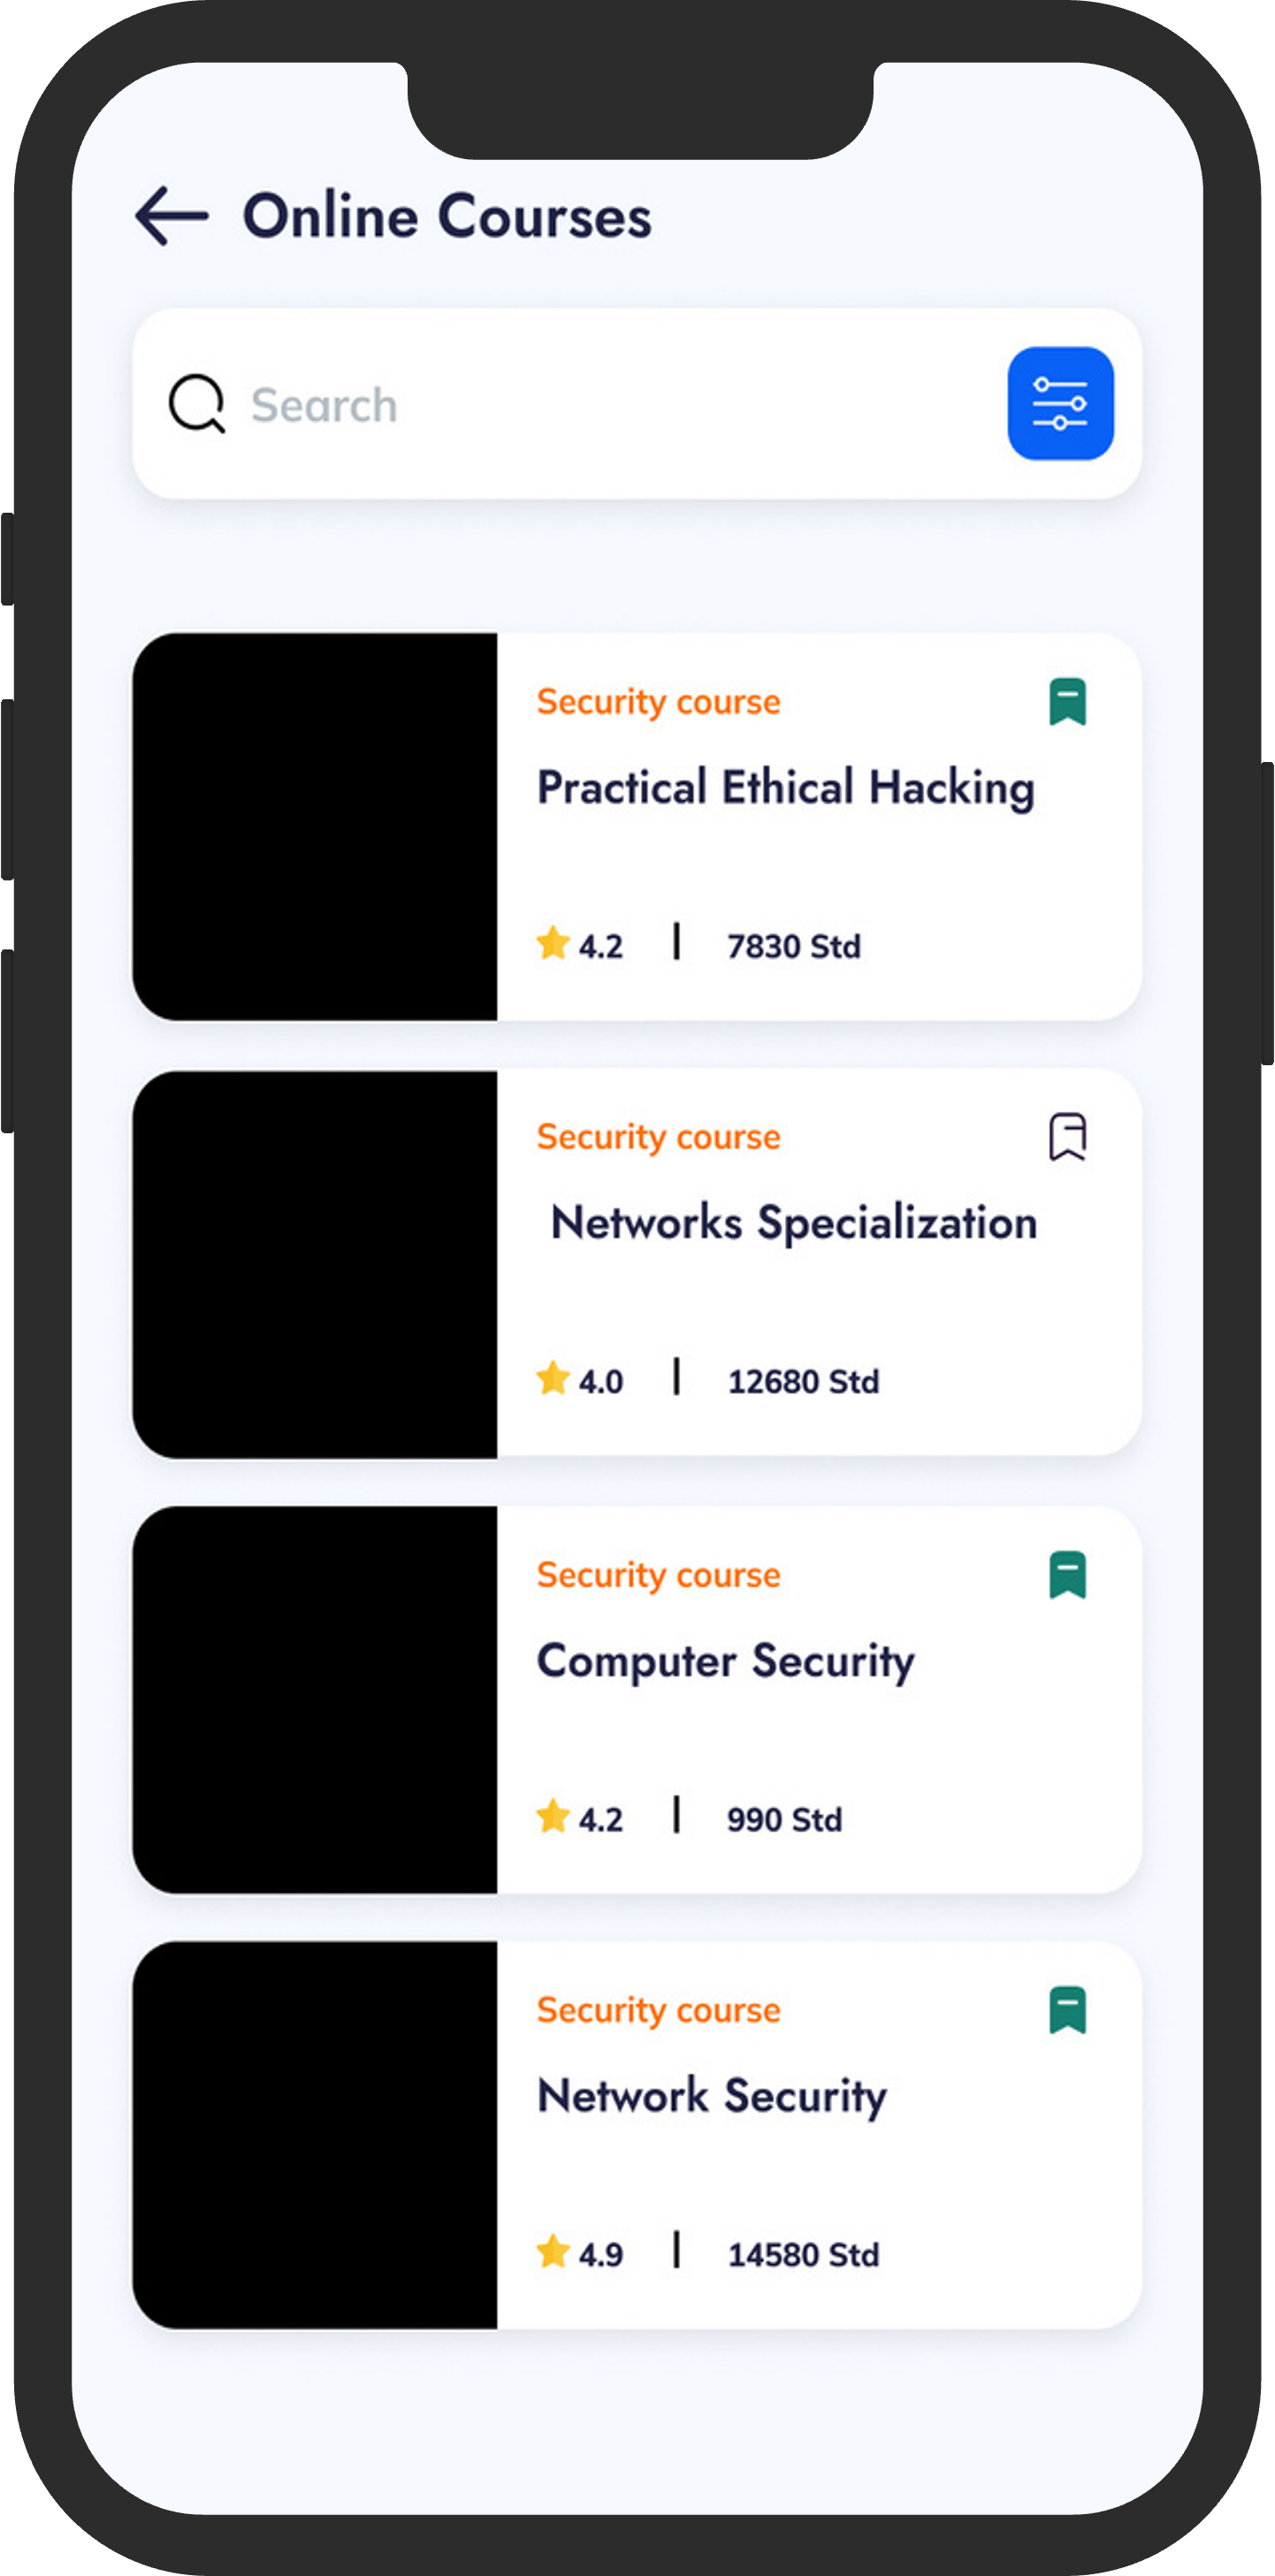 Online Courses
Search
Security course
Practical Ethical Hacking
4.2 | 7830 Std
Security course
Networks Specialization
4.0 | 12680 Std
Security course
Computer Security
4.2 | 990 Std
Security course
Network Security
4.9 | 14580 Std